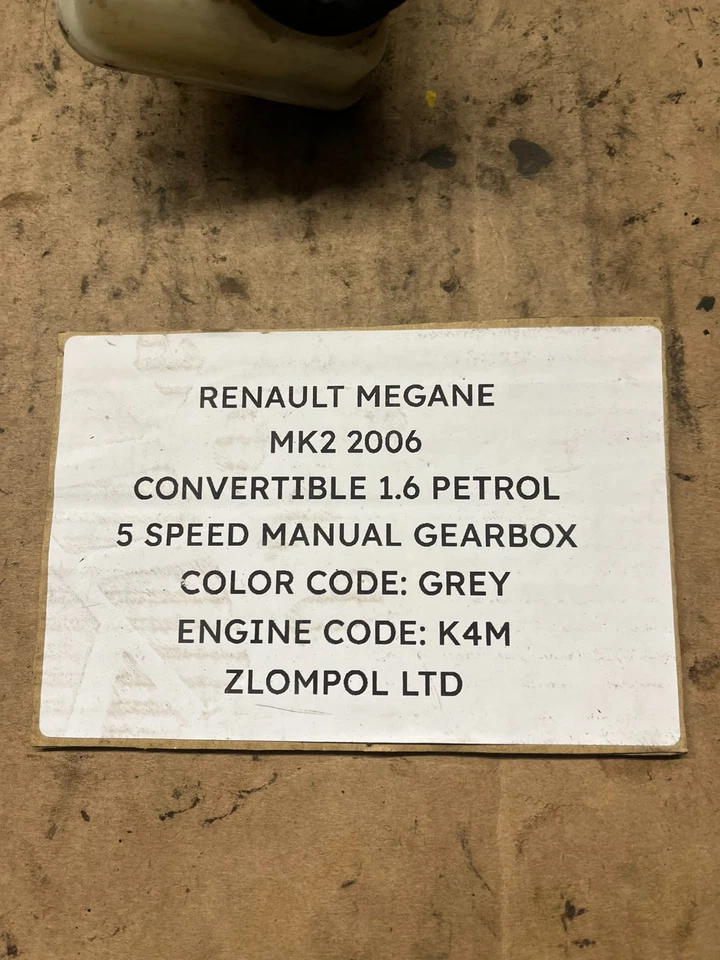 RENAULT MEGANE
MK2 2006
CONVERTIBLE 1.6 PETROL
5 SPEED MANUAL GEARBOX
COLOR CODE: GREY
ENGINE CODE: K4M
ZLOMPOL LTD